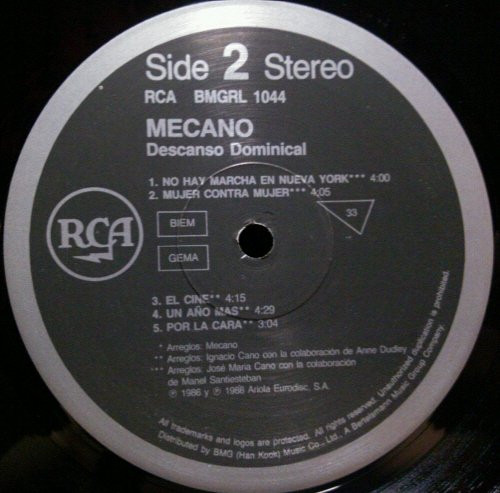 Side 2 Stereo
RCA BMGRL 1044
MECANO
Descanso Dominical
1. NO HAY MARCHA EN NUEVA YORK*** 4:00
2. MUJER CONTRA MUJER*** 4:05
RCA
BIEM
33
GEMA
3. EL CINE** 4:15
4. UN AÑO MAS** 4:29
5. POR LA CARA** 3:04
* Arreglos: Mecano
** Arreglos: Ignacio Cano con la colaboración de Anne Dudley
*** Arreglos: José María Cano con la colaboración
de Manel Santiesteban
℗ 1986 y ℗ 1988 Ariola Eurodisc, S.A.
All trademarks and logos are protected. All rights reserved. Unauthorized duplication is prohibited.
Distributed by BMG (Han Kook) Music Co., Ltd., A Bertelsmann Music Group Company.